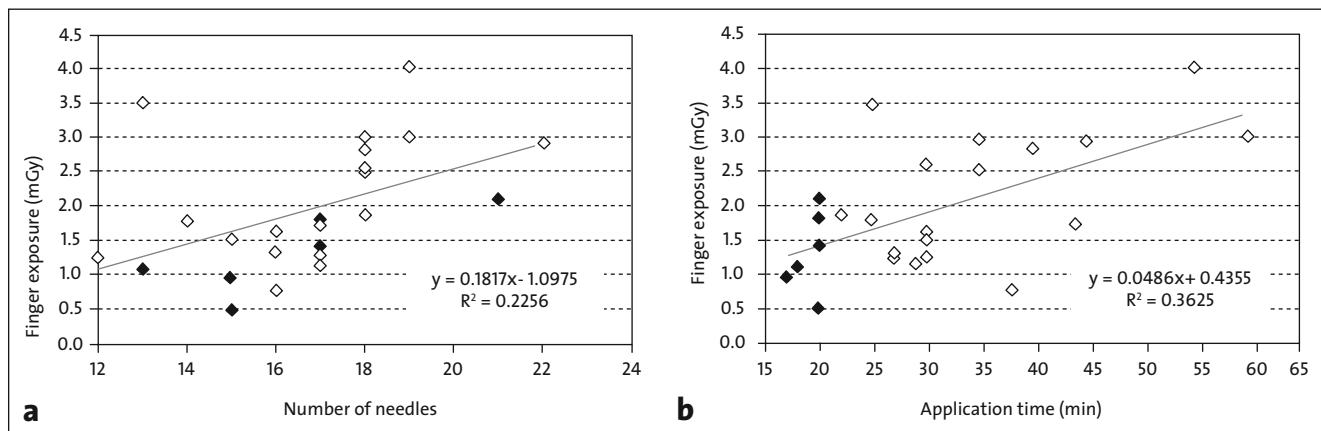 4.5
4.0
3.5
3.0
2.5
2.0
1.5
1.0
0.5
0.0
Finger exposure (mGy)
y = 0.1817x- 1.0975
R² = 0.2256
12 14 16 18 20 22 24
Number of needles
a
4.5
4.0
3.5
3.0
2.5
2.0
1.5
1.0
0.5
0.0
Finger exposure (mGy)
y = 0.0486x+ 0.4355
R² = 0.3625
15 20 25 30 35 40 45 50 55 60 65
Application time (min)
b